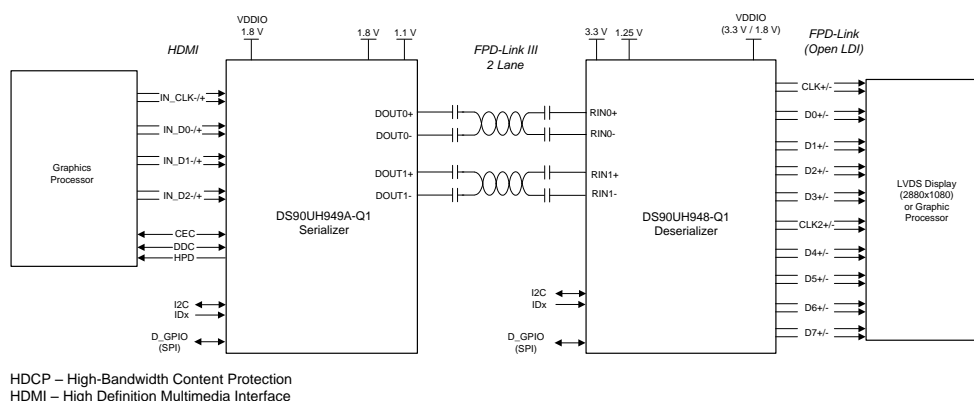 VDDIO
1.8 V
1.8 V
1.1 V
HDMI
FPD-Link III
2 Lane
3.3 V
1.25 V
VDDIO
(3.3 V / 1.8 V)
FPD-Link
(Open LDI)
Graphics
Processor
IN_CLK-/+
IN_D0-/+
IN_D1-/+
IN_D2-/+
CEC
DDC
HPD
I2C
IDx
D_GPIO
(SPI)
DOUT0+
DOUT0-
DOUT1+
DOUT1-
DS90UH949A-Q1
Serializer
RIN0+
RIN0-
RIN1+
RIN1-
DS90UH948-Q1
Deserializer
I2C
IDx
D_GPIO
(SPI)
CLK+/-
D0+/-
D1+/-
D2+/-
D3+/-
CLK2+/-
D4+/-
D5+/-
D6+/-
D7+/-
LVDS Display
(2880x1080)
or Graphic
Processor
HDCP – High-Bandwidth Content Protection
HDMI – High Definition Multimedia Interface